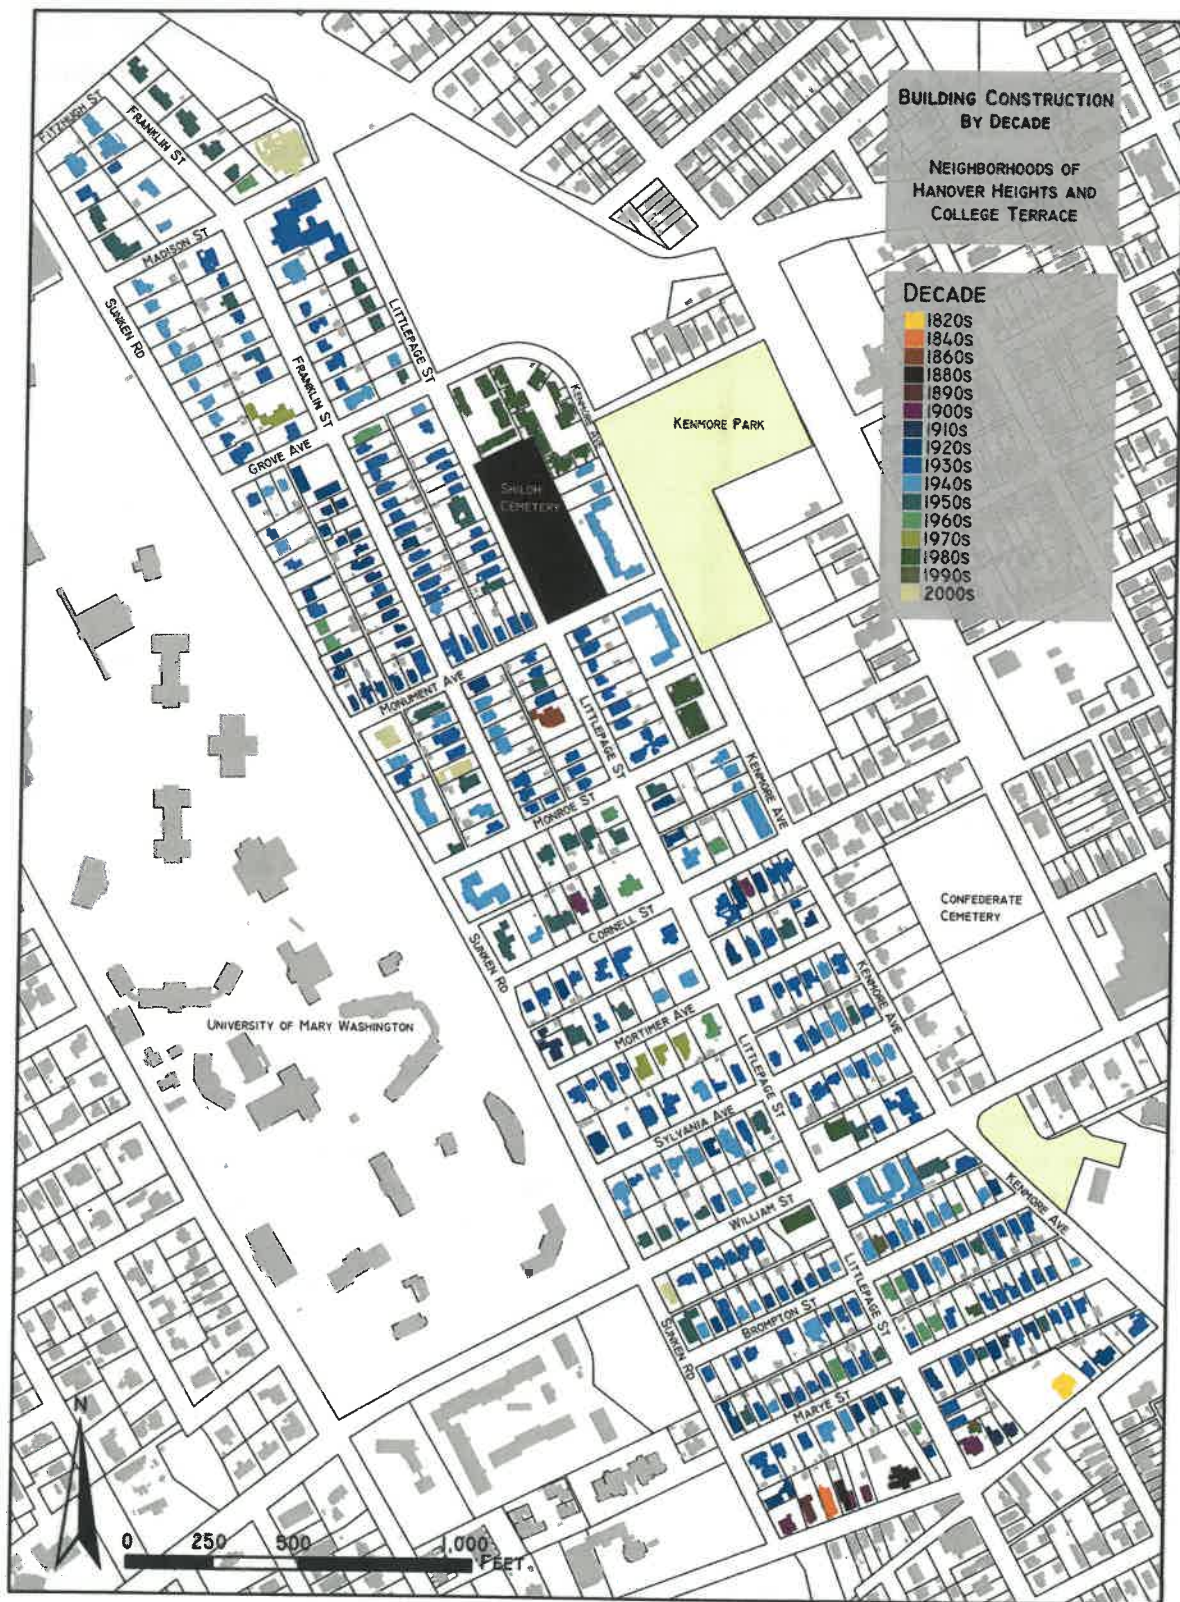 BUILDING CONSTRUCTION
BY DECADE
NEIGHBORHOODS OF
HANOVER HEIGHTS AND
COLLEGE TERRACE
DECADE
1820s
1840s
1860s
1880s
1890s
1900s
1910s
1920s
1930s
1940s
1950s
1960s
1970s
1980s
1990s
2000s
FITZHUGH ST
FRANKLIN ST
MADISON ST
SUNKEN RD
LITTLEPAGE ST
FRANKLIN ST
KENMORE AVE
KENMORE PARK
GROVE AVE
SHILOH
CEMETERY
MONUMENT AVE
LITTLEPAGE ST
KENMORE AVE
MONROE ST
CONFEDERATE
CEMETERY
CORNELL ST
SUNKEN RD
KENMORE AVE
UNIVERSITY OF MARY WASHINGTON
MORTIMER AVE
LITTLEPAGE ST
SYLVANIA AVE
KENMORE AVE
WILLIAM ST
LITTLEPAGE ST
BROMPTON ST
SUNKEN RD
MARYE ST
N
0 250 500 1,000
FEET